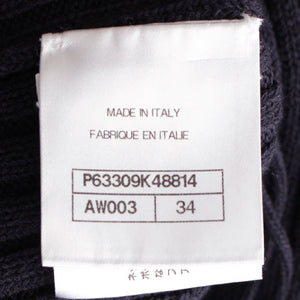 MADE IN ITALY
FABRIQUE EN ITALIE
P63309K48814
AW003 34